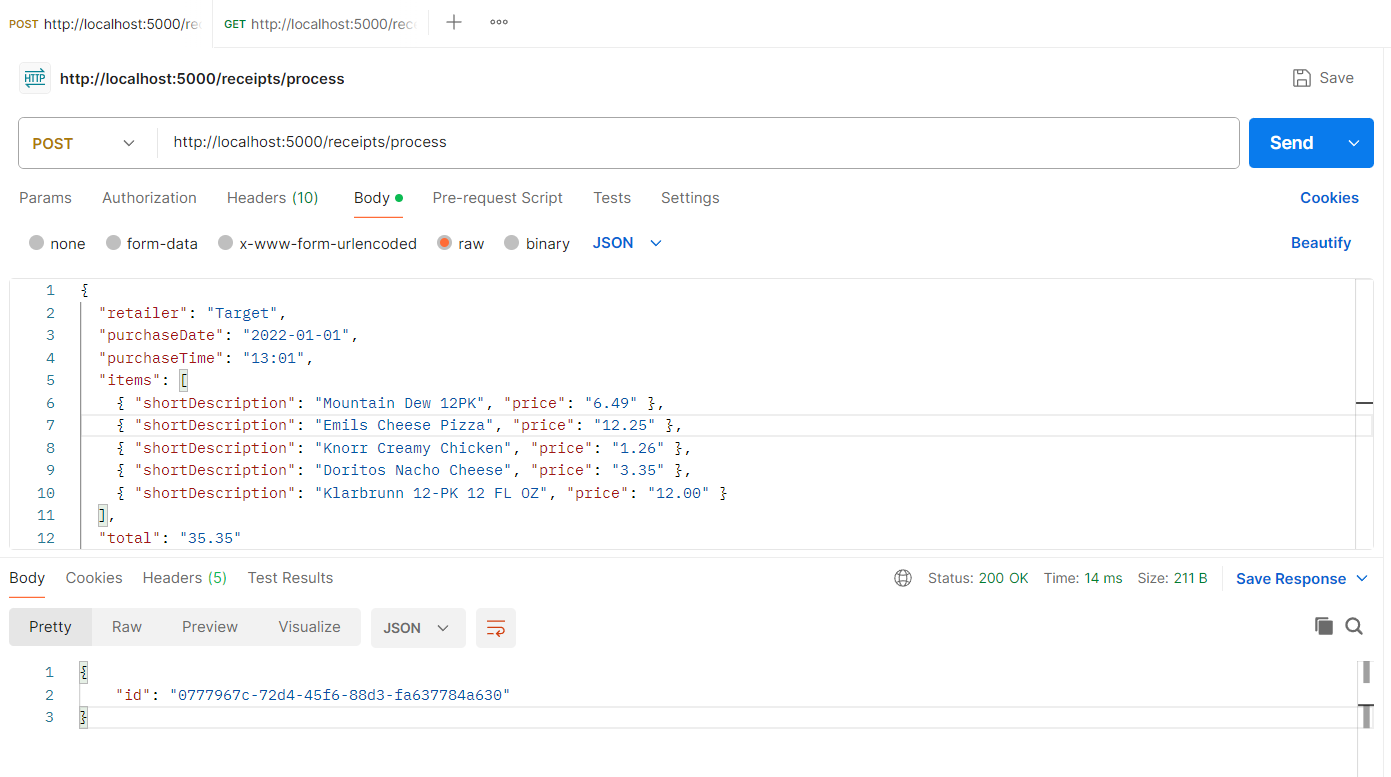 POST http://localhost:5000/re GET http://localhost:5000/rec
HTTP http://localhost:5000/receipts/process Save
POST http://localhost:5000/receipts/process Send
Params Authorization Headers (10) Body Pre-request Script Tests Settings Cookies
none form-data x-www-form-urlencoded raw binary JSON Beautify
1 {
2 "retailer": "Target",
3 "purchaseDate": "2022-01-01",
4 "purchaseTime": "13:01",
5 "items": [
6 { "shortDescription": "Mountain Dew 12PK", "price": "6.49" },
7 { "shortDescription": "Emils Cheese Pizza", "price": "12.25" },
8 { "shortDescription": "Knorr Creamy Chicken", "price": "1.26" },
9 { "shortDescription": "Doritos Nacho Cheese", "price": "3.35" },
10 { "shortDescription": "Klarbrunn 12-PK 12 FL OZ", "price": "12.00" }
11 ],
12 "total": "35.35"
Body Cookies Headers (5) Test Results Status: 200 OK Time: 14 ms Size: 211 B Save Response
Pretty Raw Preview Visualize JSON
1 {
2 "id": "0777967c-72d4-45f6-88d3-fa637784a630"
3 }